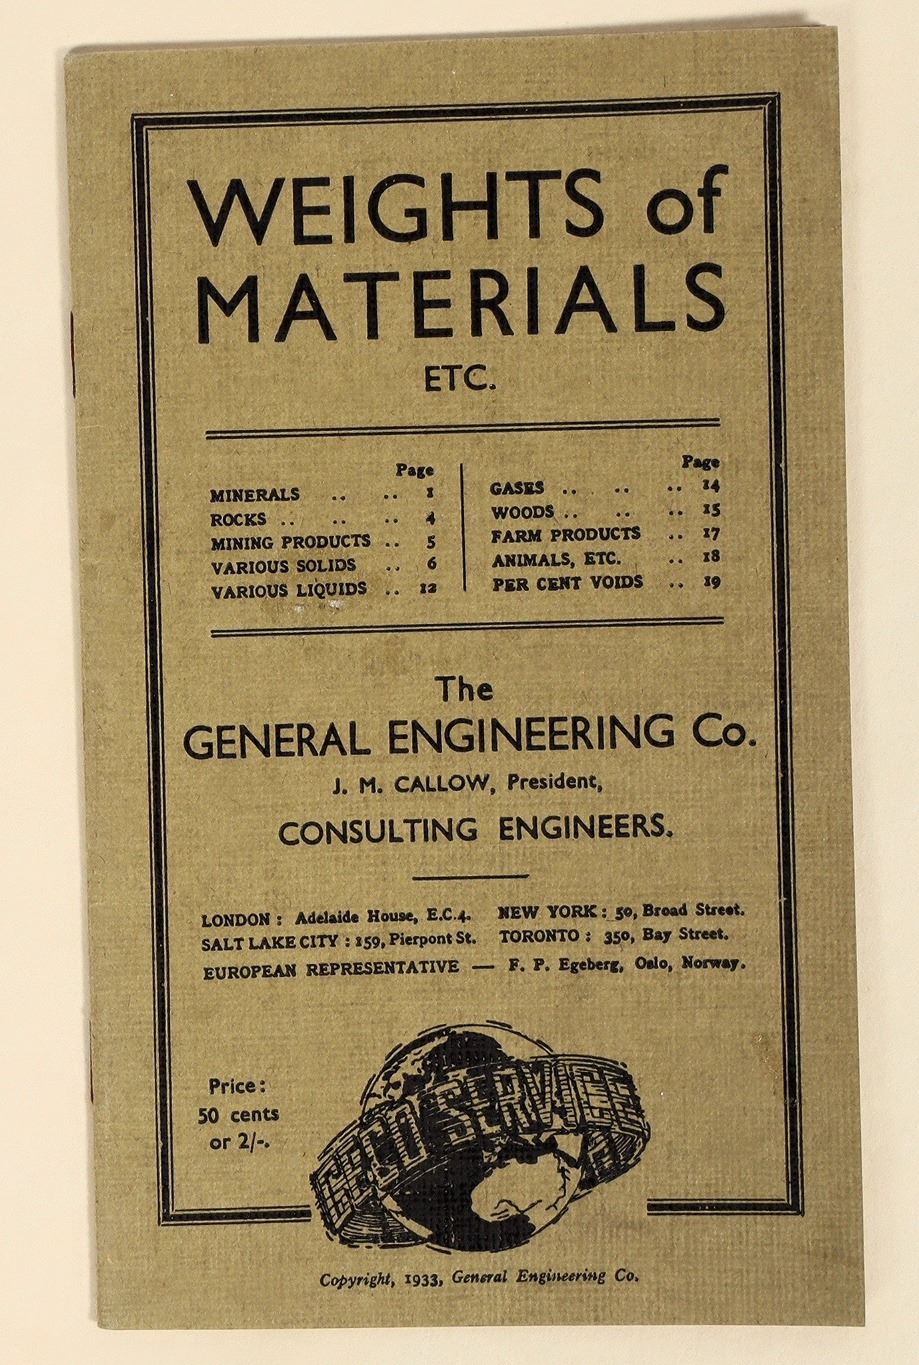 WEIGHTS of
MATERIALS
ETC.
Page
MINERALS .. .. 1
ROCKS .. .. .. 4
MINING PRODUCTS .. 5
VARIOUS SOLIDS .. 6
VARIOUS LIQUIDS .. 12
Page
GASES .. .. .. 14
WOODS .. .. .. 15
FARM PRODUCTS .. 17
ANIMALS, ETC. .. 18
PER CENT VOIDS .. 19
The
GENERAL ENGINEERING Co.
J. M. CALLOW, President,
CONSULTING ENGINEERS.
LONDON : Adelaide House, E.C.4. NEW YORK : 50, Broad Street.
SALT LAKE CITY : 159, Pierpont St. TORONTO : 350, Bay Street.
EUROPEAN REPRESENTATIVE — F. P. Egeberg, Oslo, Norway.
GECO SERVICE
Price:
50 cents
or 2/-.
Copyright, 1933, General Engineering Co.